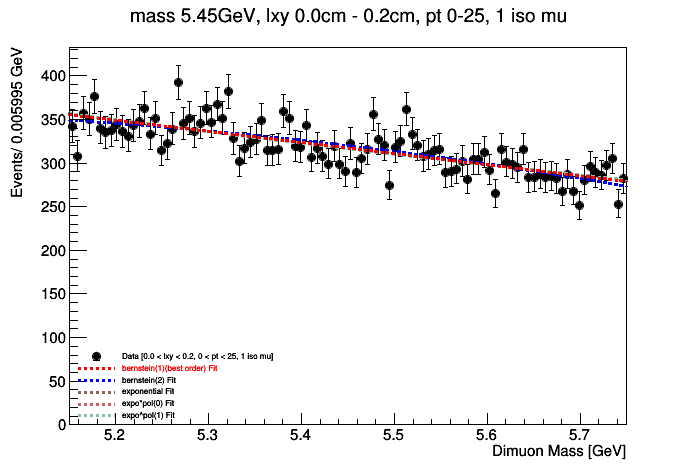 mass 5.45GeV, lxy 0.0cm - 0.2cm, pt 0-25, 1 iso mu
Events/ 0.005995 GeV
400
350
300
250
200
150
100
50
0
Data [0.0 < lxy < 0.2, 0 < pt < 25, 1 iso mu]
bernstein(1)(best order) Fit
bernstein(2) Fit
exponential Fit
expo*pol(0) Fit
expo*pol(1) Fit
5.2 5.3 5.4 5.5 5.6 5.7
Dimuon Mass [GeV]